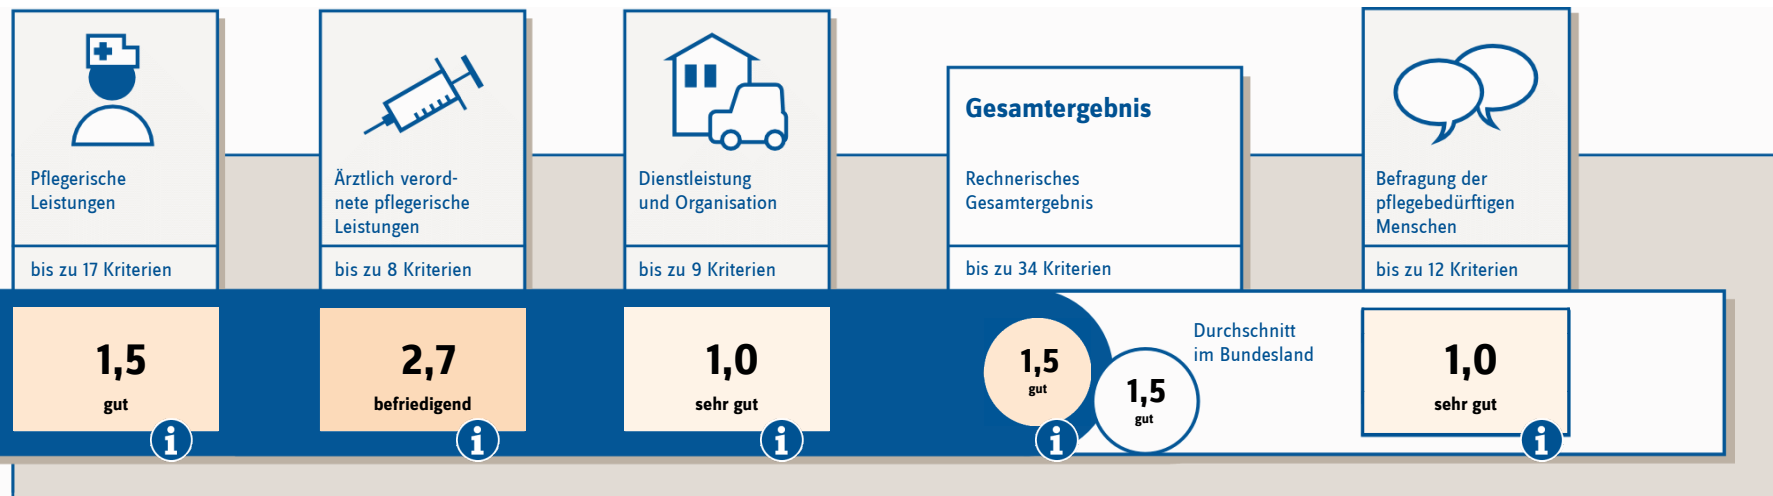 Pflegerische
Leistungen
bis zu 17 Kriterien
1,5
gut
i
Ärztlich verord-
nete pflegerische
Leistungen
bis zu 8 Kriterien
2,7
befriedigend
i
Dienstleistung
und Organisation
bis zu 9 Kriterien
1,0
sehr gut
i
Gesamtergebnis
Rechnerisches
Gesamtergebnis
bis zu 34 Kriterien
1,5
gut
i
Durchschnitt
im Bundesland
1,5
gut
Befragung der
pflegebedürftigen
Menschen
bis zu 12 Kriterien
1,0
sehr gut
i